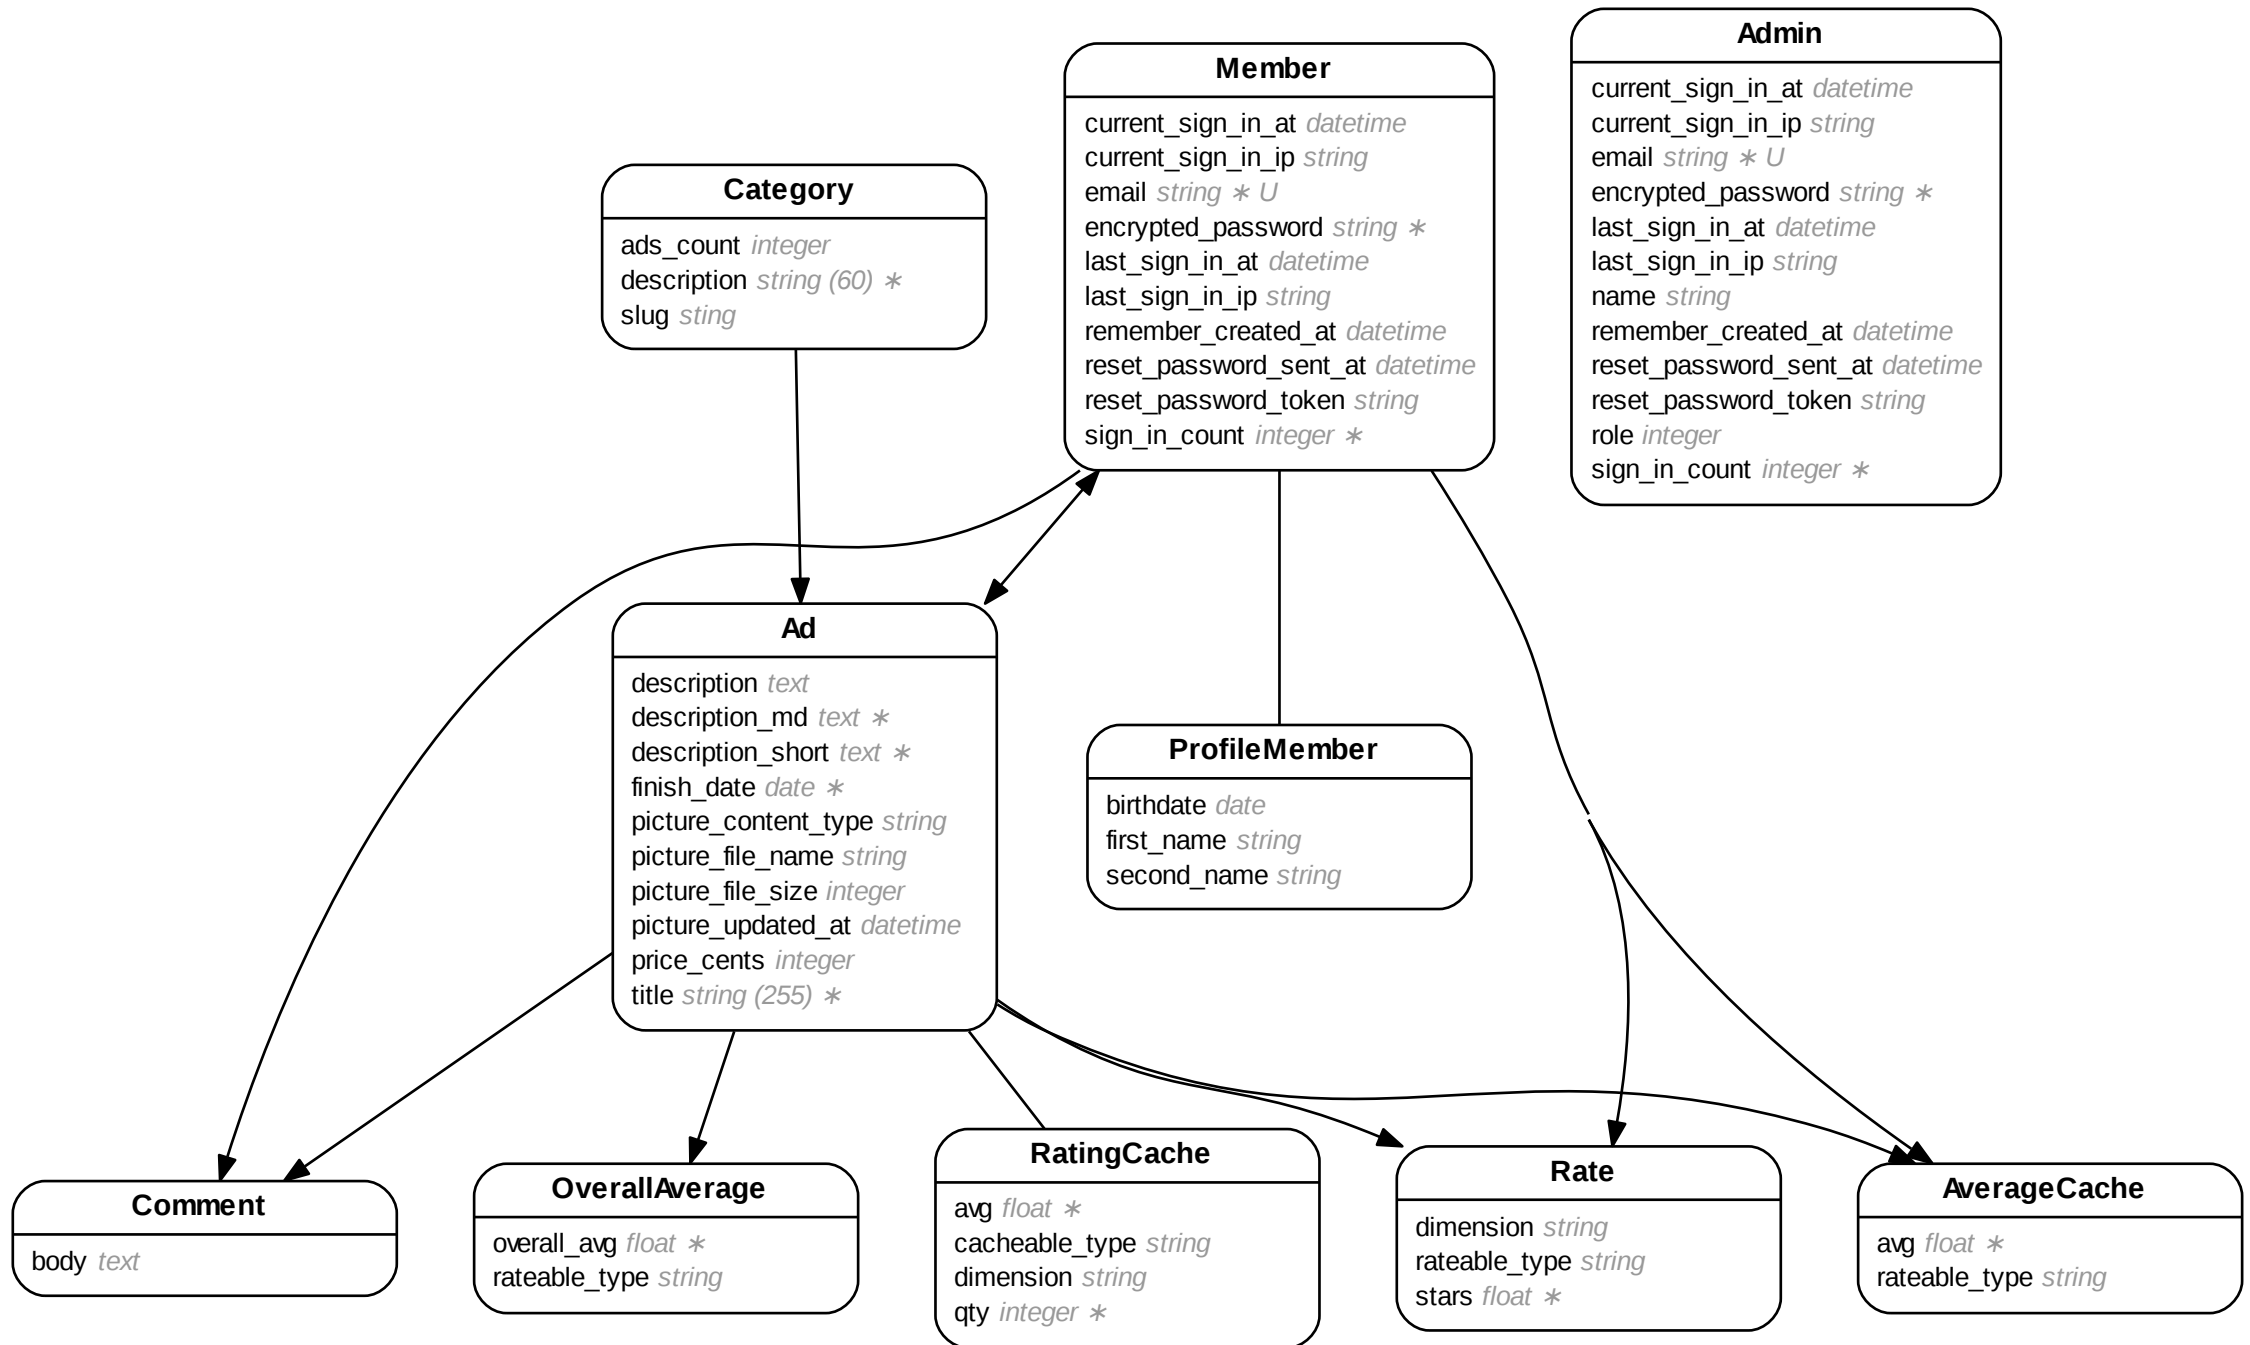 Admin
current_sign_in_at datetime
current_sign_in_ip string
email string ∗ U
encrypted_password string ∗
last_sign_in_at datetime
last_sign_in_ip string
name string
remember_created_at datetime
reset_password_sent_at datetime
reset_password_token string
role integer
sign_in_count integer ∗
Member
current_sign_in_at datetime
current_sign_in_ip string
email string ∗ U
encrypted_password string ∗
last_sign_in_at datetime
last_sign_in_ip string
remember_created_at datetime
reset_password_sent_at datetime
reset_password_token string
sign_in_count integer ∗
Category
ads_count integer
description string (60) ∗
slug sting
Ad
description text
description_md text ∗
description_short text ∗
finish_date date ∗
picture_content_type string
picture_file_name string
picture_file_size integer
picture_updated_at datetime
price_cents integer
title string (255) ∗
ProfileMember
birthdate date
first_name string
second_name string
Comment
body text
OverallAverage
overall_avg float ∗
rateable_type string
RatingCache
avg float ∗
cacheable_type string
dimension string
qty integer ∗
Rate
dimension string
rateable_type string
stars float ∗
AverageCache
avg float ∗
rateable_type string